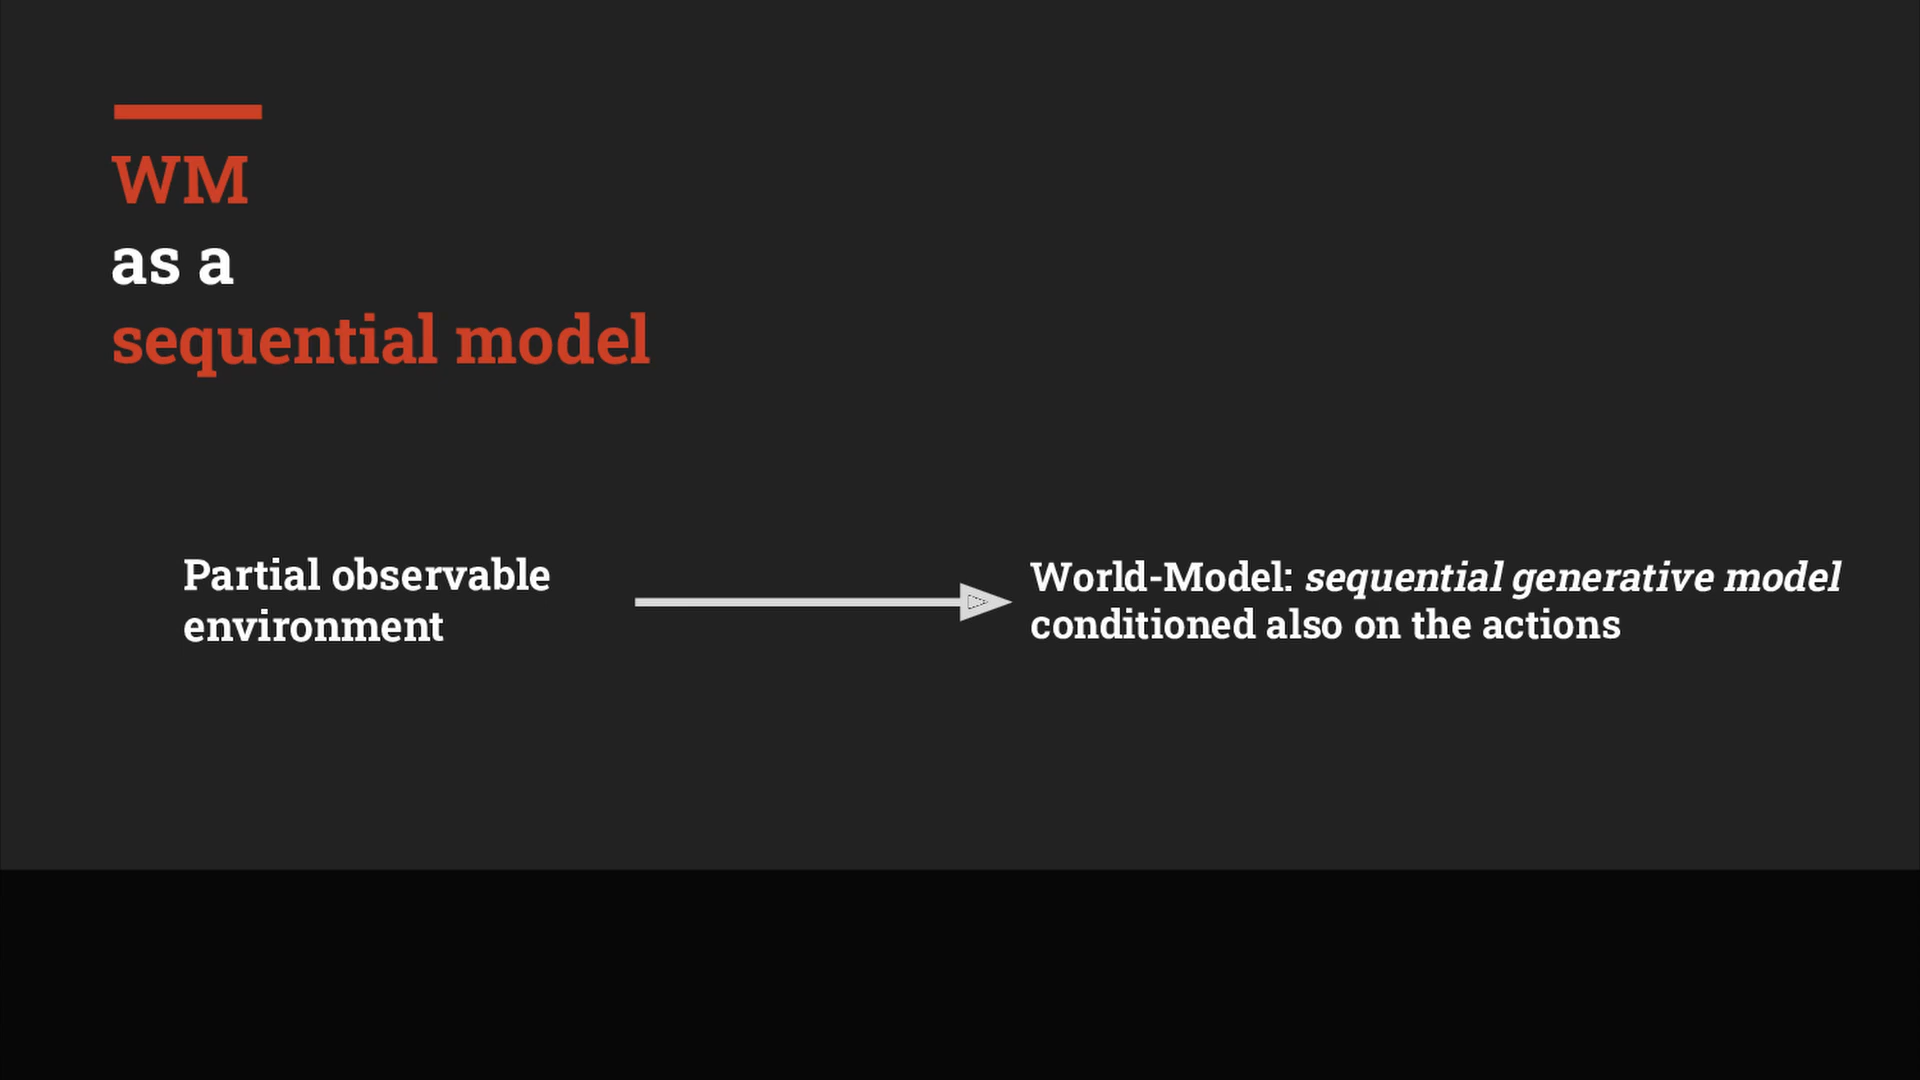 WM
as a
sequential model
Partial observable
environment
World-Model: sequential generative model
conditioned also on the actions